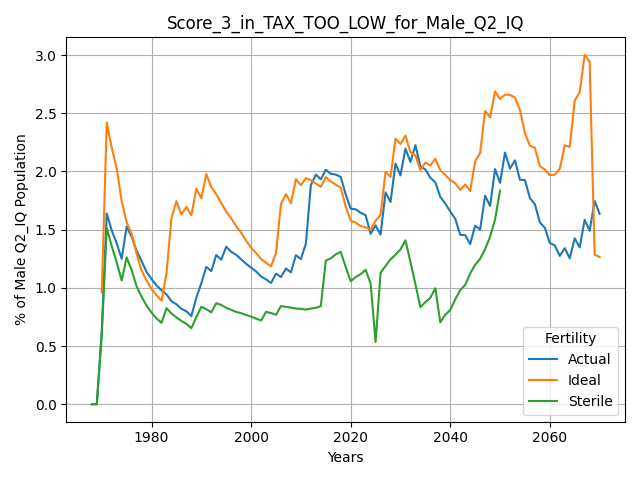 Score_3_in_TAX_TOO_LOW_for_Male_Q2_IQ
% of Male Q2_IQ Population
3.0
2.5
2.0
1.5
1.0
0.5
0.0
1980
2000
2020
2040
2060
Years
Fertility
Actual
Ideal
Sterile